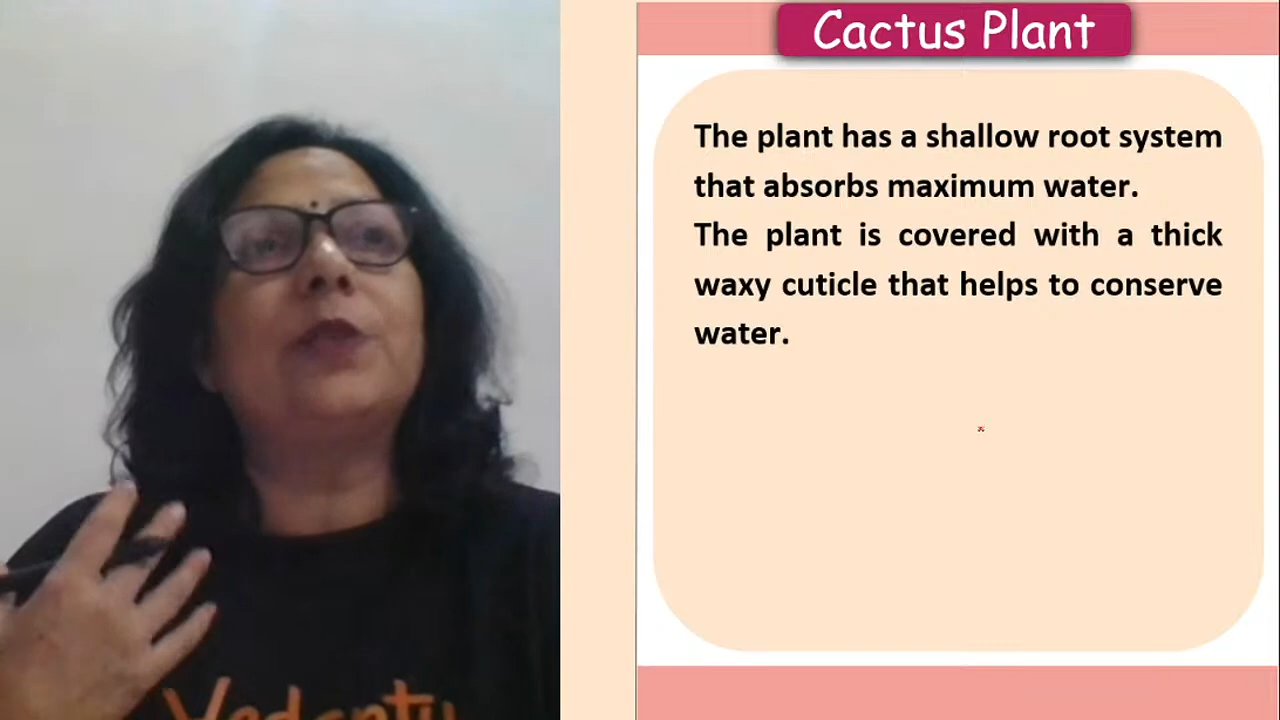 Cactus Plant
The plant has a shallow root system
that absorbs maximum water.
The plant is covered with a thick
waxy cuticle that helps to conserve
water.
Vedantu